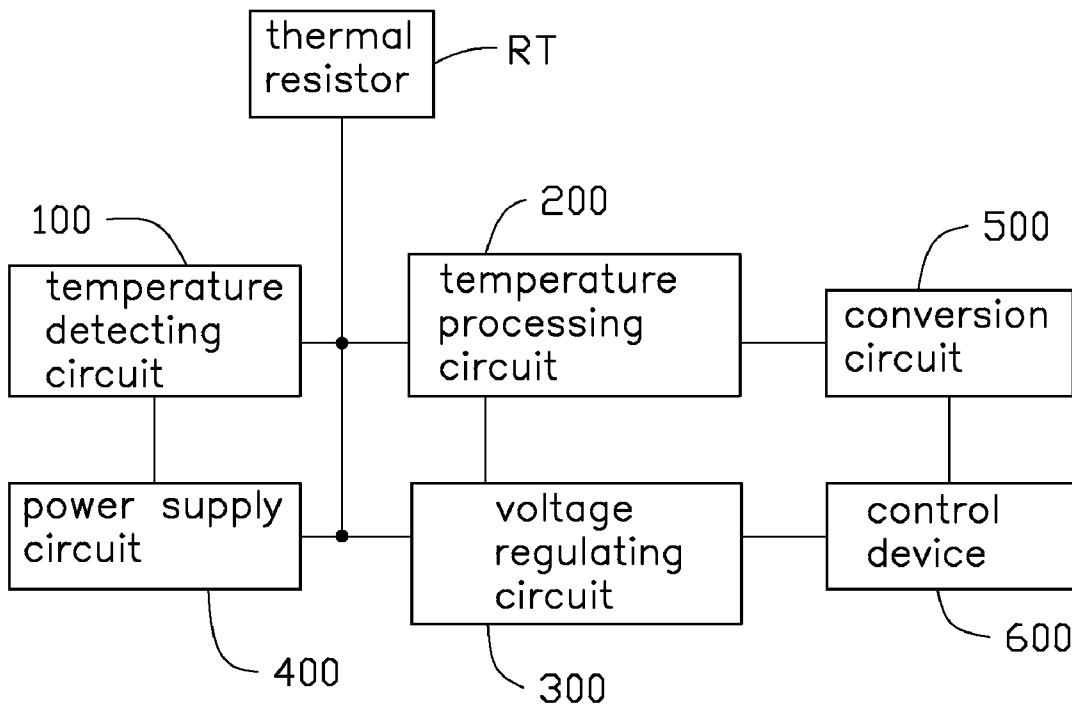 thermal
resistor
RT
100
temperature
detecting
circuit
200
temperature
processing
circuit
500
conversion
circuit
power supply
circuit
400
voltage
regulating
circuit
300
control
device
600